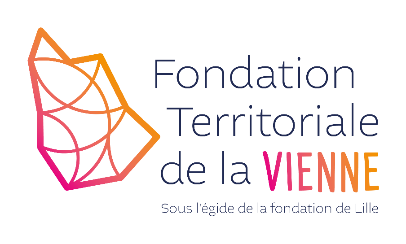 Fondation
Territoriale
de la VIENNE
Sous l'égide de la fondation de Lille